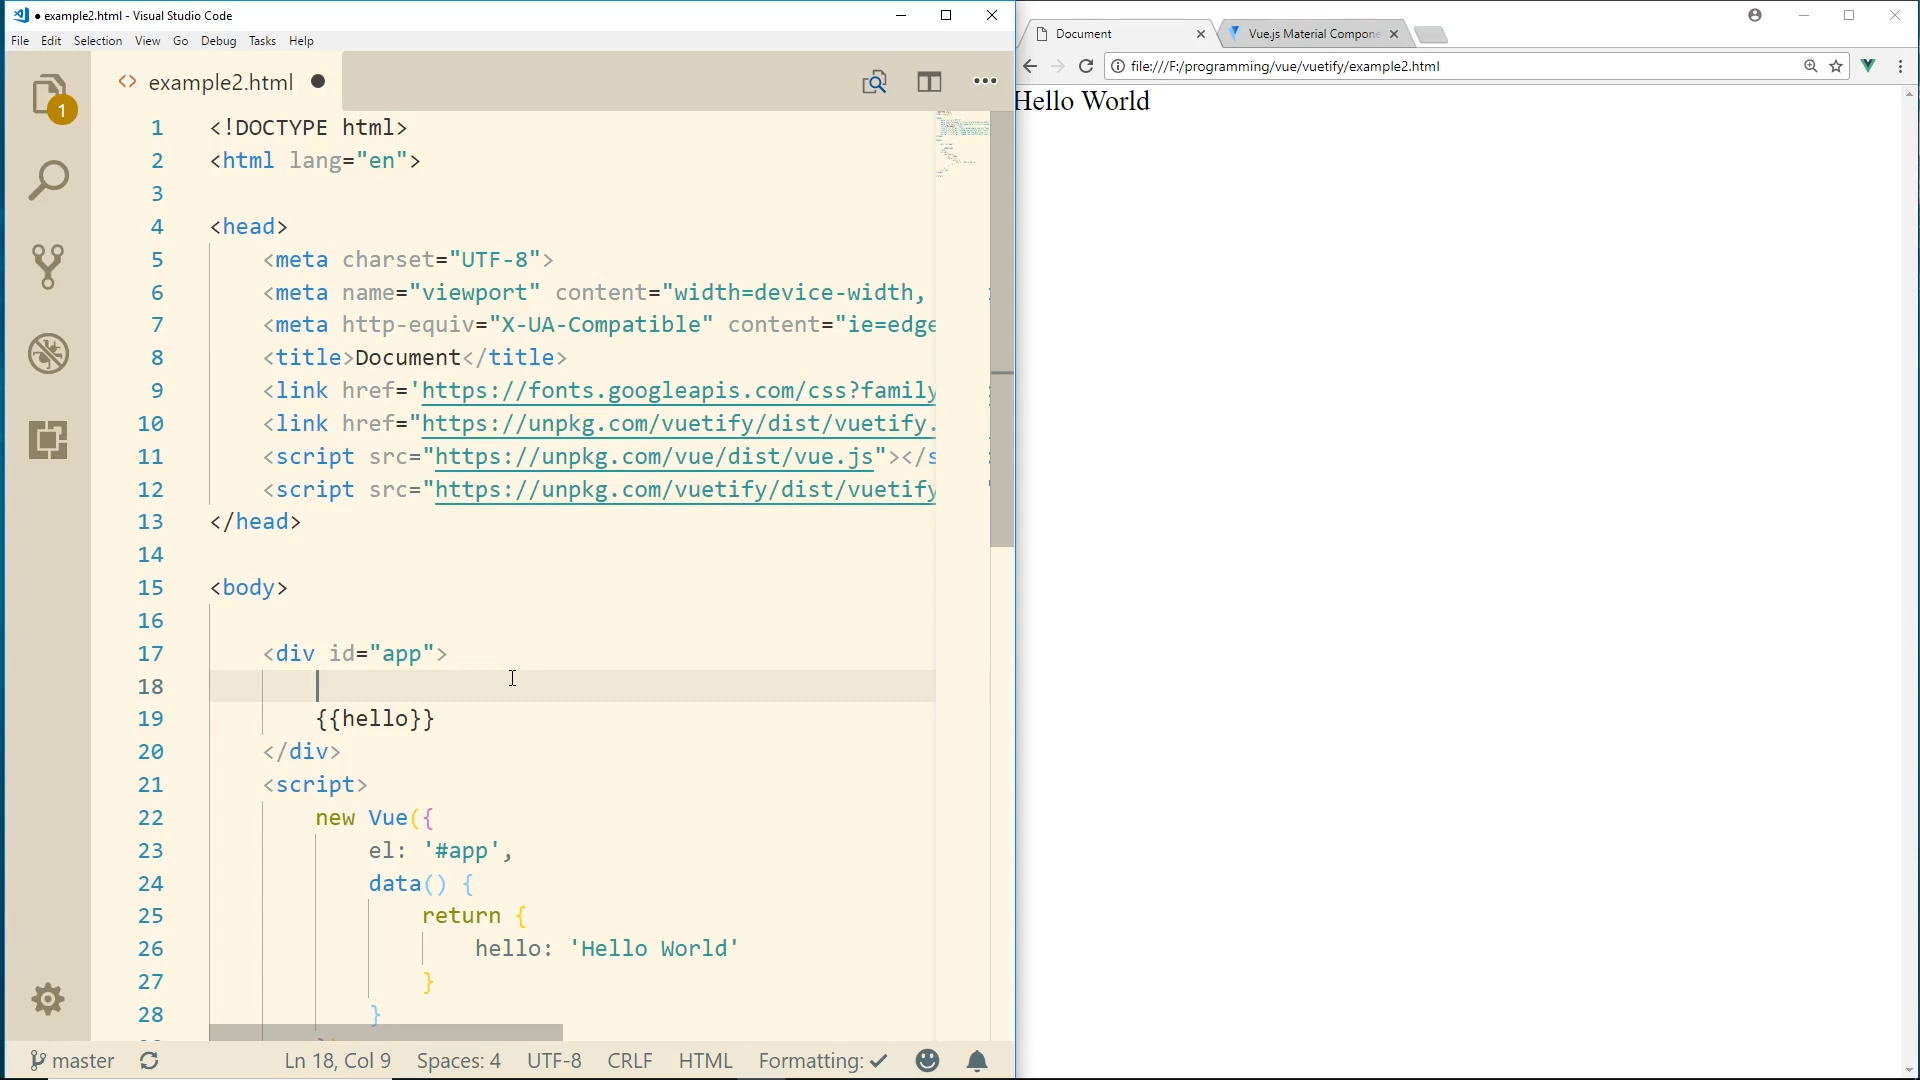 example2.html - Visual Studio Code
File Edit Selection View Go Debug Tasks Help
example2.html
1
1 <!DOCTYPE html>
2 <html lang="en">
3
4 <head>
5 <meta charset="UTF-8">
6 <meta name="viewport" content="width=device-width,
7 <meta http-equiv="X-UA-Compatible" content="ie=edge
8 <title>Document</title>
9 <link href='https://fonts.googleapis.com/css?family
10 <link href="https://unpkg.com/vuetify/dist/vuetify.
11 <script src="https://unpkg.com/vue/dist/vue.js"></s
12 <script src="https://unpkg.com/vuetify/dist/vuetify
13 </head>
14
15 <body>
16
17 <div id="app">
18
19 {{hello}}
20 </div>
21 <script>
22 new Vue({
23 el: '#app',
24 data() {
25 return {
26 hello: 'Hello World'
27 }
28 }
master Ln 18, Col 9 Spaces: 4 UTF-8 CRLF HTML Formatting: ✓
Document Vue.js Material Compone
file:///F:/programming/vue/vuetify/example2.html
Hello World